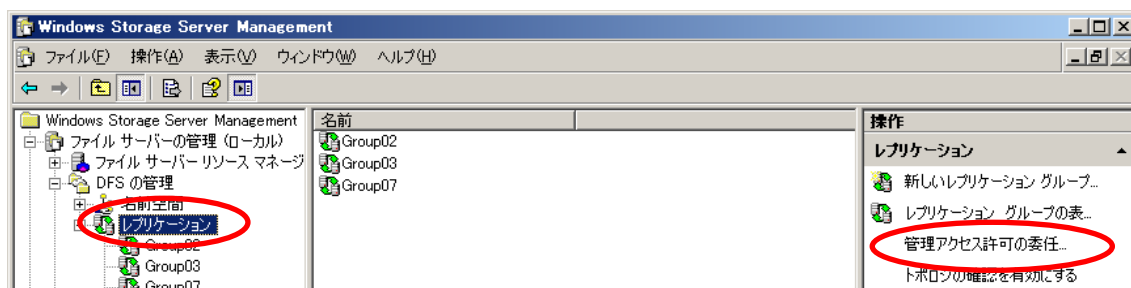 Windows Storage Server Management
ファイル(F) 操作(A) 表示(V) ウィンドウ(W) ヘルプ(H)
Windows Storage Server Management
ファイル サーバーの管理 (ローカル)
ファイル サーバー リソース マネージ
DFS の管理
名前空間
レプリケーション
Group02
Group03
Group07
名前
Group02
Group03
Group07
操作
レプリケーション
新しいレプリケーション グループ...
レプリケーション グループの表...
管理アクセス許可の委任...
トポロジの確認を有効にする